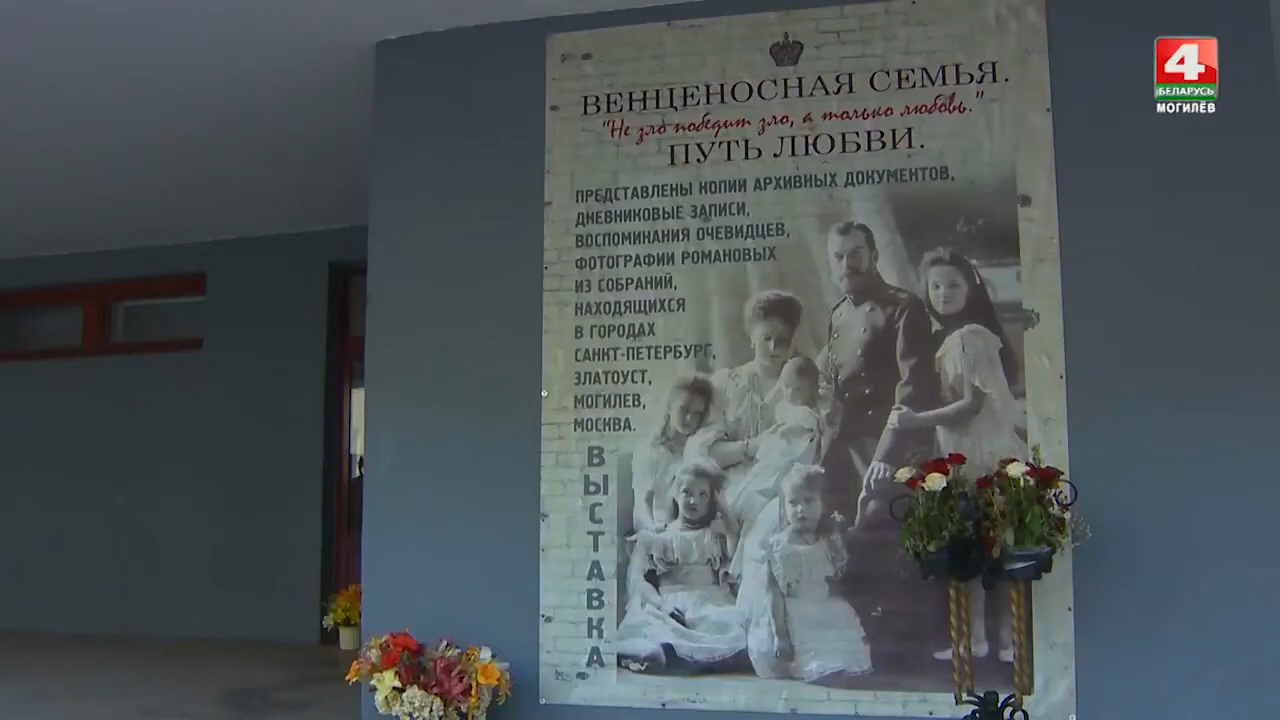 4
БЕЛАРУСЬ
МОГИЛЁВ
ВЕНЦЕНОСНАЯ СЕМЬЯ.
"Не зло победит зло, а только любовь."
ПУТЬ ЛЮБВИ.
ПРЕДСТАВЛЕНЫ КОПИИ АРХИВНЫХ ДОКУМЕНТОВ,
ДНЕВНИКОВЫЕ ЗАПИСИ,
ВОСПОМИНАНИЯ ОЧЕВИДЦЕВ,
ФОТОГРАФИИ РОМАНОВЫХ
ИЗ СОБРАНИЙ,
НАХОДЯЩИХСЯ
В ГОРОДАХ
САНКТ-ПЕТЕРБУРГ,
ЗЛАТОУСТ,
МОГИЛЕВ,
МОСКВА.
ВЫСТАВКА